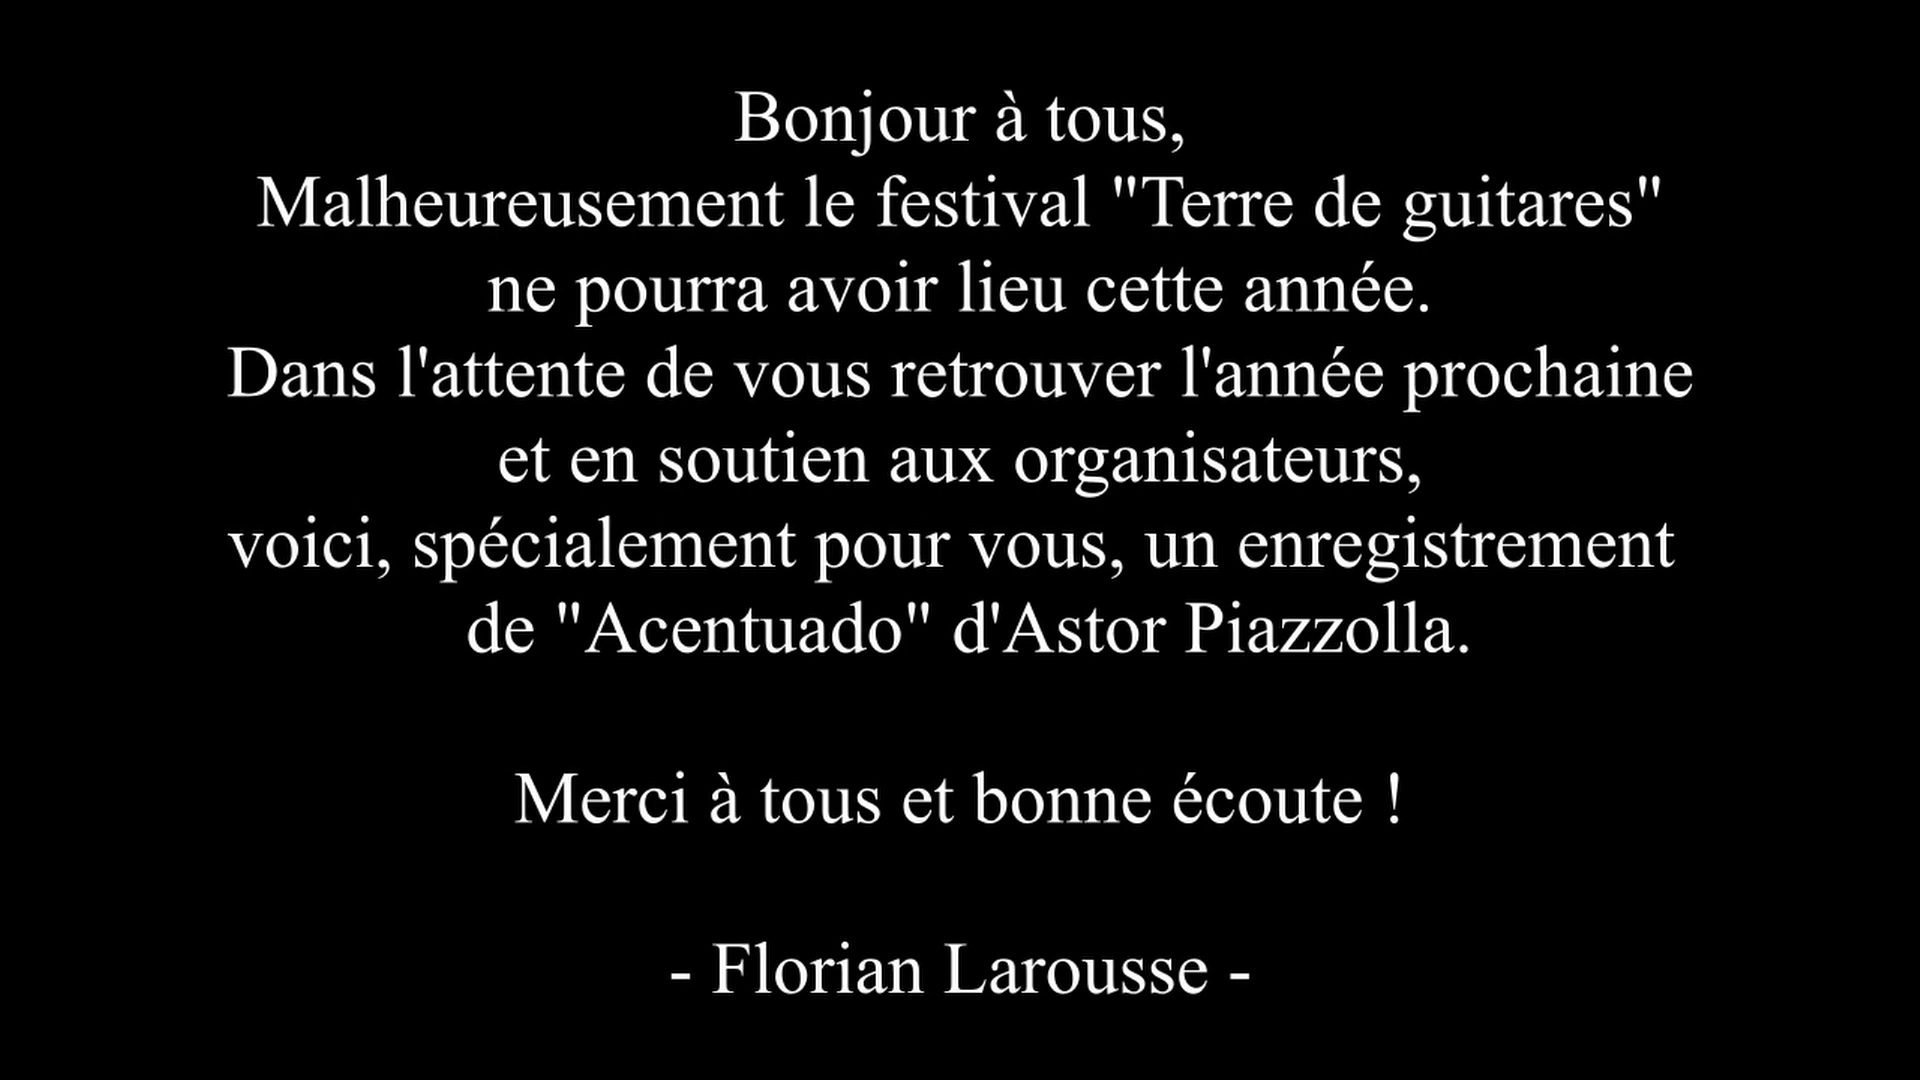 Bonjour à tous,
Malheureusement le festival "Terre de guitares"
ne pourra avoir lieu cette année.
Dans l'attente de vous retrouver l'année prochaine
et en soutien aux organisateurs,
voici, spécialement pour vous, un enregistrement
de "Acentuado" d'Astor Piazzolla.
Merci à tous et bonne écoute !
- Florian Larousse -